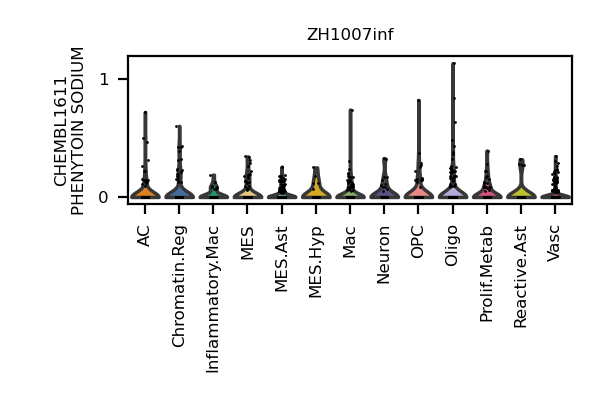 ZH1007inf
CHEMBL1611
PHENYTOIN SODIUM
1
0
AC
Chromatin.Reg
Inflammatory.Mac
MES
MES.Ast
MES.Hyp
Mac
Neuron
OPC
Oligo
Prolif.Metab
Reactive.Ast
Vasc